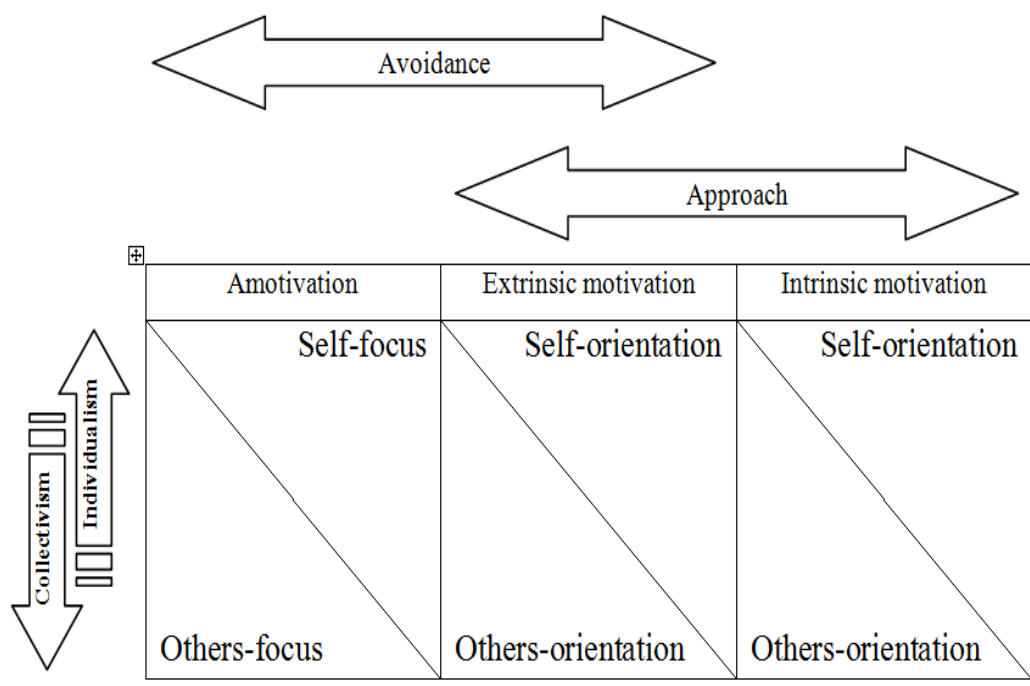 Avoidance
Approach
Amotivation
Extrinsic motivation
Intrinsic motivation
Self-focus
Self-orientation
Self-orientation
Individualism
Collectivism
Others-focus
Others-orientation
Others-orientation